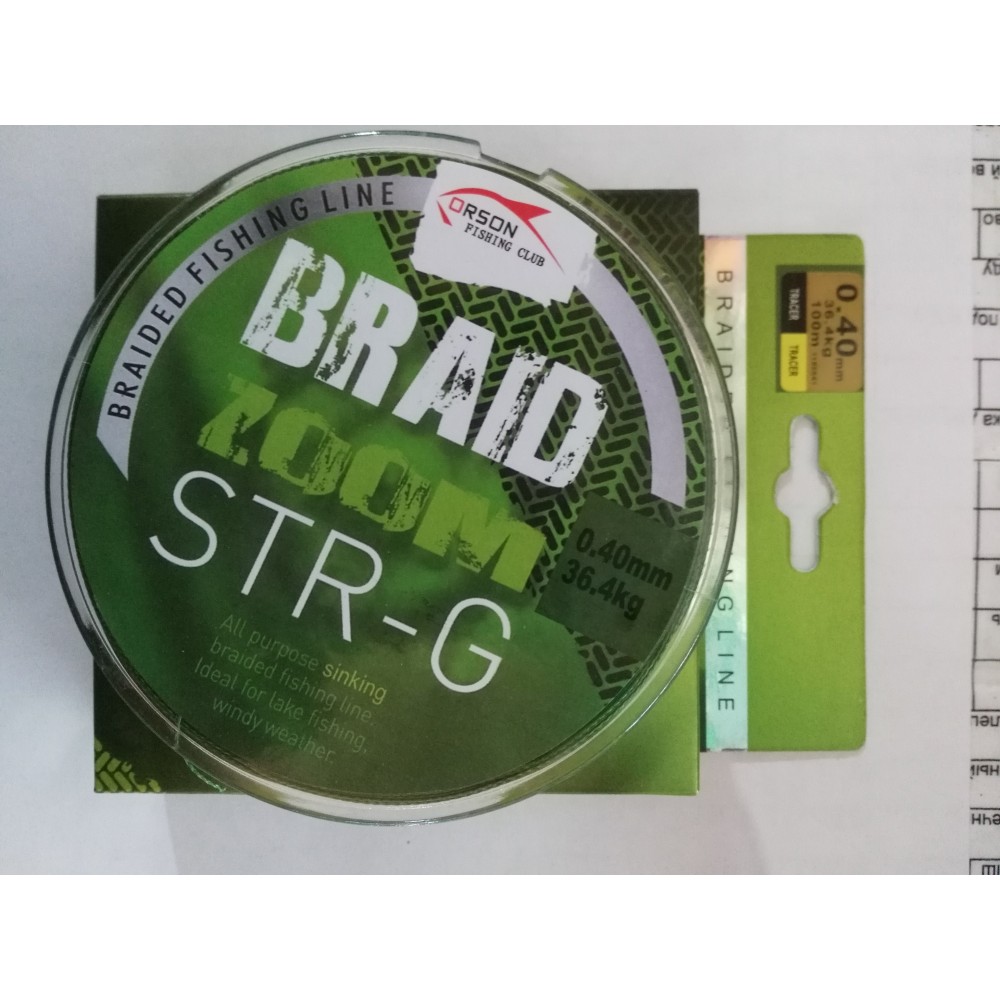 BRAIDED FISHING LINE
ORSON
FISHING CLUB
BRAID
ZOOM
STR-G
0.40mm
36.4kg
All purpose sinking
braided fishing line.
Ideal for lake fishing,
windy weather.
0.40mm
36.4kg
100m
TRACER
TRACER
NG LINE